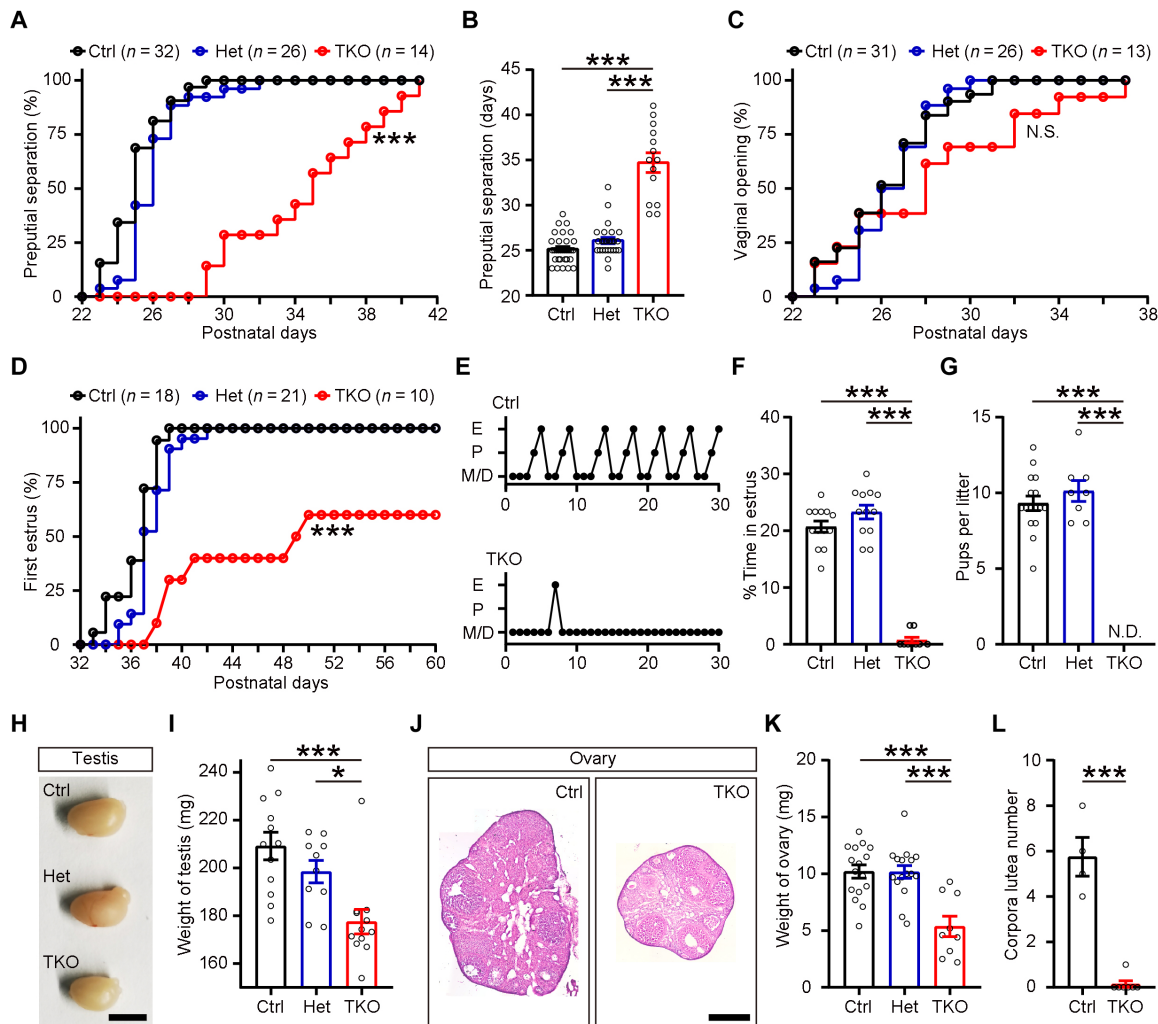 A
Ctrl (n = 32) Het (n = 26) TKO (n = 14)
Preputial separation (%)
100
75
50
25
0
***
22 26 30 34 38 42
Postnatal days
B
Preputial separation (days)
45
40
35
30
25
20
***
***
Ctrl Het TKO
C
Ctrl (n = 31) Het (n = 26) TKO (n = 13)
Vaginal opening (%)
100
75
50
25
0
N.S.
22 26 30 34 38
Postnatal days
D
Ctrl (n = 18) Het (n = 21) TKO (n = 10)
First estrus (%)
100
75
50
25
0
***
32 36 40 44 48 52 56 60
Postnatal days
E
Ctrl
E
P
M/D
0 10 20 30
TKO
E
P
M/D
0 10 20 30
F
% Time in estrus
40
30
20
10
0
***
***
Ctrl Het TKO
G
Pups per litter
15
10
5
0
***
***
N.D.
Ctrl Het TKO
H
Testis
Ctrl
Het
TKO
I
Weight of testis (mg)
240
220
200
180
160
***
*
Ctrl Het TKO
J
Ovary
Ctrl
TKO
K
Weight of ovary (mg)
20
15
10
5
0
***
***
Ctrl Het TKO
L
Corpora lutea number
10
8
6
4
2
0
***
Ctrl TKO